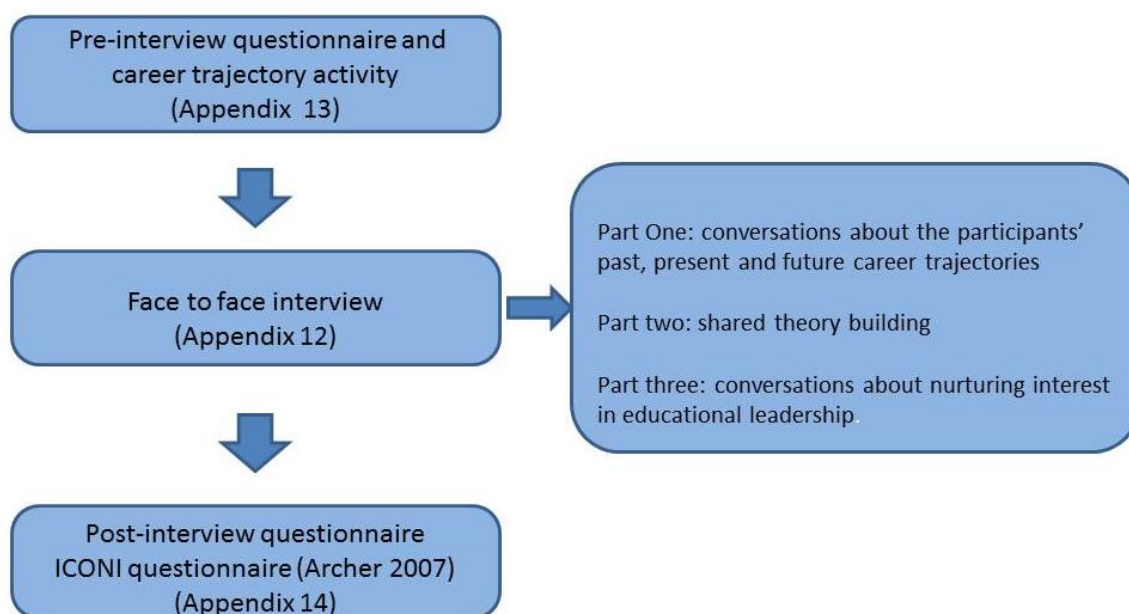 Pre-interview questionnaire and
career trajectory activity
(Appendix 13)
Face to face interview
(Appendix 12)
Part One: conversations about the participants’
past, present and future career trajectories
Part two: shared theory building
Part three: conversations about nurturing interest
in educational leadership.
Post-interview questionnaire
ICONI questionnaire (Archer 2007)
(Appendix 14)